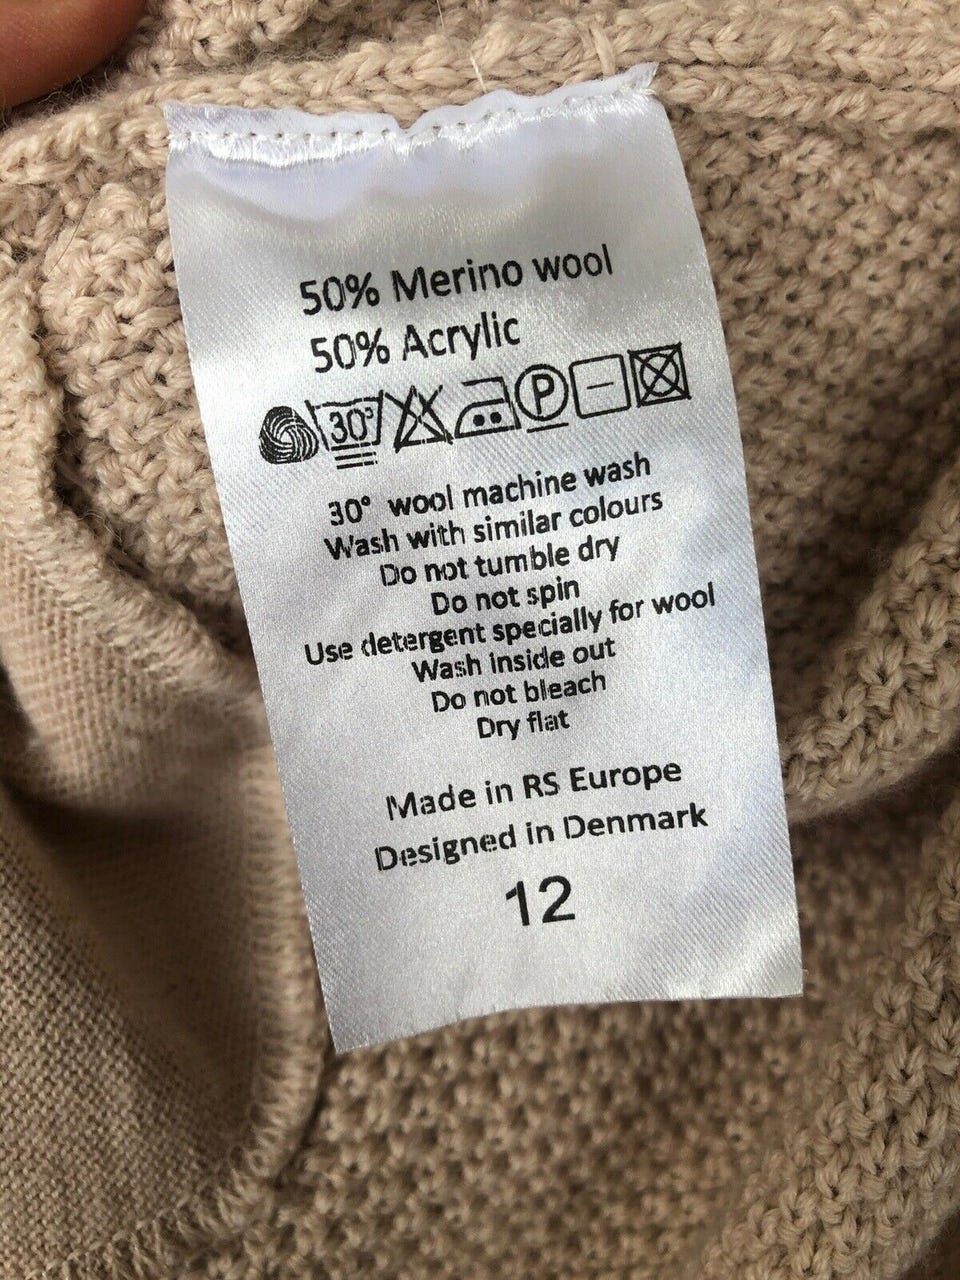 50% Merino wool
50% Acrylic
30° P
30° wool machine wash
Wash with similar colours
Do not tumble dry
Do not spin
Use detergent specially for wool
Wash inside out
Do not bleach
Dry flat
Made in RS Europe
Designed in Denmark
12